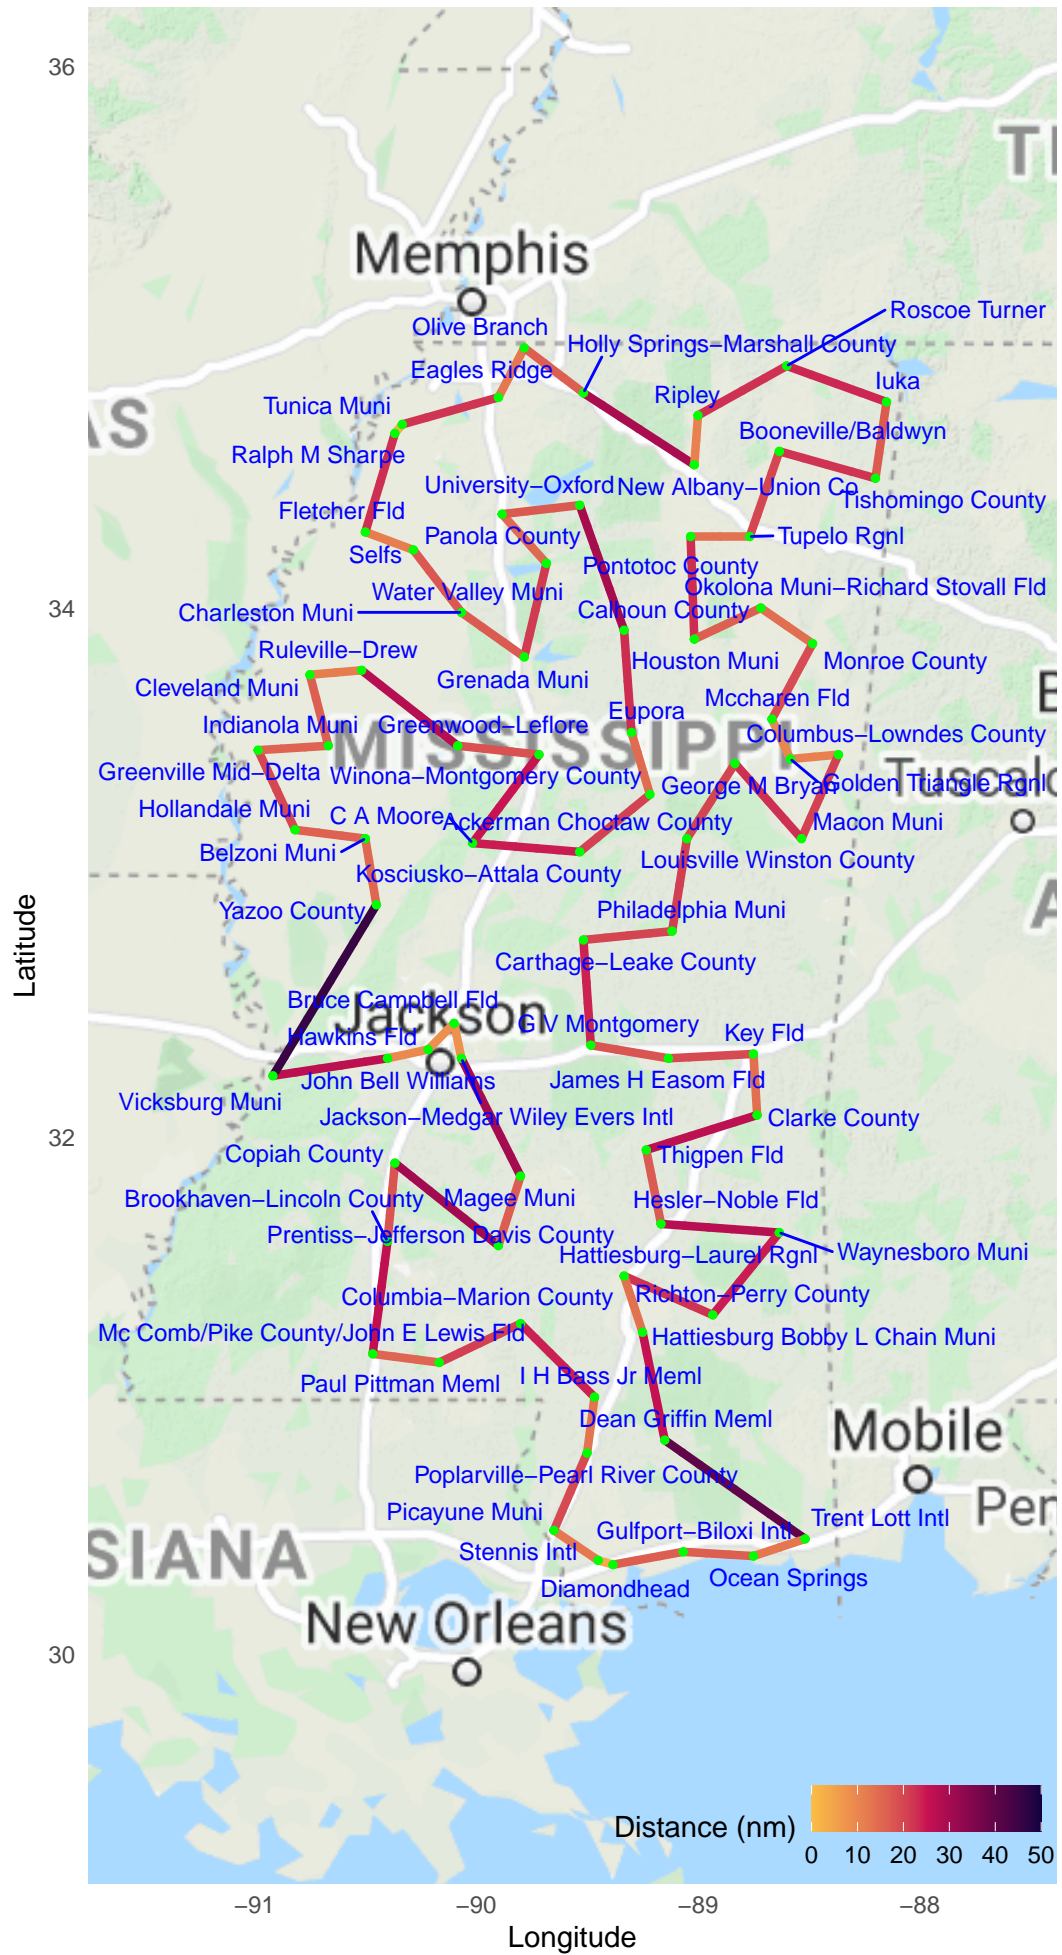 36
TE
Memphis
Roscoe Turner
Olive Branch
Holly Springs−Marshall County
Eagles Ridge
Iuka
Ripley
Tunica Muni
AS
Booneville/Baldwyn
Ralph M Sharpe
University−Oxford
New Albany−Union Co
Tishomingo County
Fletcher Fld
Panola County
Tupelo Rgnl
Selfs
Pontotoc County
Okolona Muni−Richard Stovall Fld
Water Valley Muni
34
Charleston Muni
Calhoun County
Ruleville−Drew
Houston Muni
Monroe County
Cleveland Muni
Grenada Muni
Mccharen Fld
Eupora
Indianola Muni
Greenwood−Leflore
Columbus−Lowndes County
MISSISSIPPI
Greenville Mid−Delta
Winona−Montgomery County
George M Bryan
Golden Triangle Rgnl
Tuscalo
Hollandale Muni
C A Moore
Ackerman Choctaw County
Macon Muni
Belzoni Muni
Louisville Winston County
Kosciusko−Attala County
A
Yazoo County
Philadelphia Muni
Latitude
Carthage−Leake County
Bruce Campbell Fld
Jackson
G V Montgomery
Hawkins Fld
Key Fld
John Bell Williams
James H Easom Fld
Vicksburg Muni
Jackson−Medgar Wiley Evers Intl
Clarke County
32
Copiah County
Thigpen Fld
Brookhaven−Lincoln County
Magee Muni
Hesler−Noble Fld
Prentiss−Jefferson Davis County
Hattiesburg−Laurel Rgnl
Waynesboro Muni
Columbia−Marion County
Richton−Perry County
Mc Comb/Pike County/John E Lewis Fld
Hattiesburg Bobby L Chain Muni
Paul Pittman Meml
I H Bass Jr Meml
Dean Griffin Meml
Mobile
Poplarville−Pearl River County
Picayune Muni
Trent Lott Intl
Pen
Gulfport−Biloxi Intl
SIANA
Stennis Intl
Diamondhead
Ocean Springs
New Orleans
30
Distance (nm)
0 10 20 30 40 50
−91 −90 −89 −88
Longitude